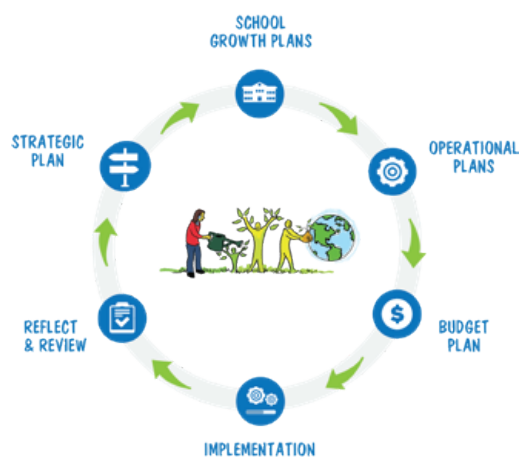 SCHOOL
GROWTH PLANS
OPERATIONAL
PLANS
$
BUDGET
PLAN
IMPLEMENTATION
REFLECT
& REVIEW
STRATEGIC
PLAN